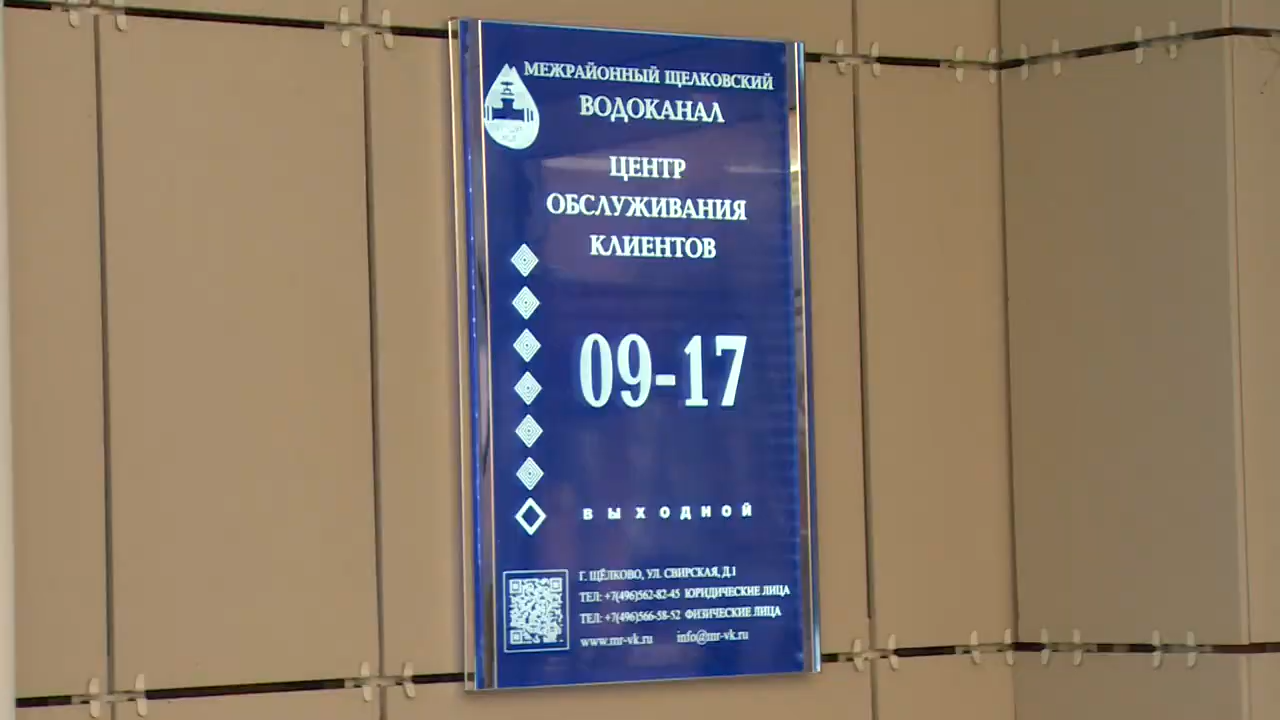 МЕЖРАЙОННЫЙ ЩЕЛКОВСКИЙ
ВОДОКАНАЛ
ЦЕНТР
ОБСЛУЖИВАНИЯ
КЛИЕНТОВ
09-17
ВЫХОДНОЙ
Г. ЩЁЛКОВО, УЛ. СВИРСКАЯ, Д.1
ТЕЛ: +7(496)562-82-45 ЮРИДИЧЕСКИЕ ЛИЦА
ТЕЛ: +7(496)566-58-52 ФИЗИЧЕСКИЕ ЛИЦА
www.mr-vk.ru info@mr-vk.ru